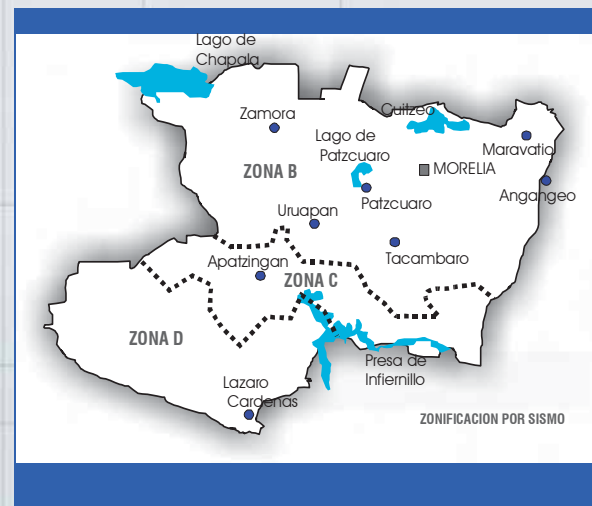 Lago de
Chapala
Zamora
Cuitzeo
Lago de
Patzcuaro
Maravatio
ZONA B
MORELIA
Angangeo
Patzcuaro
Uruapan
Tacambaro
Apatzingan
ZONA C
ZONA D
Presa de
Infiernillo
Lazaro
Cardenas
ZONIFICACION POR SISMO